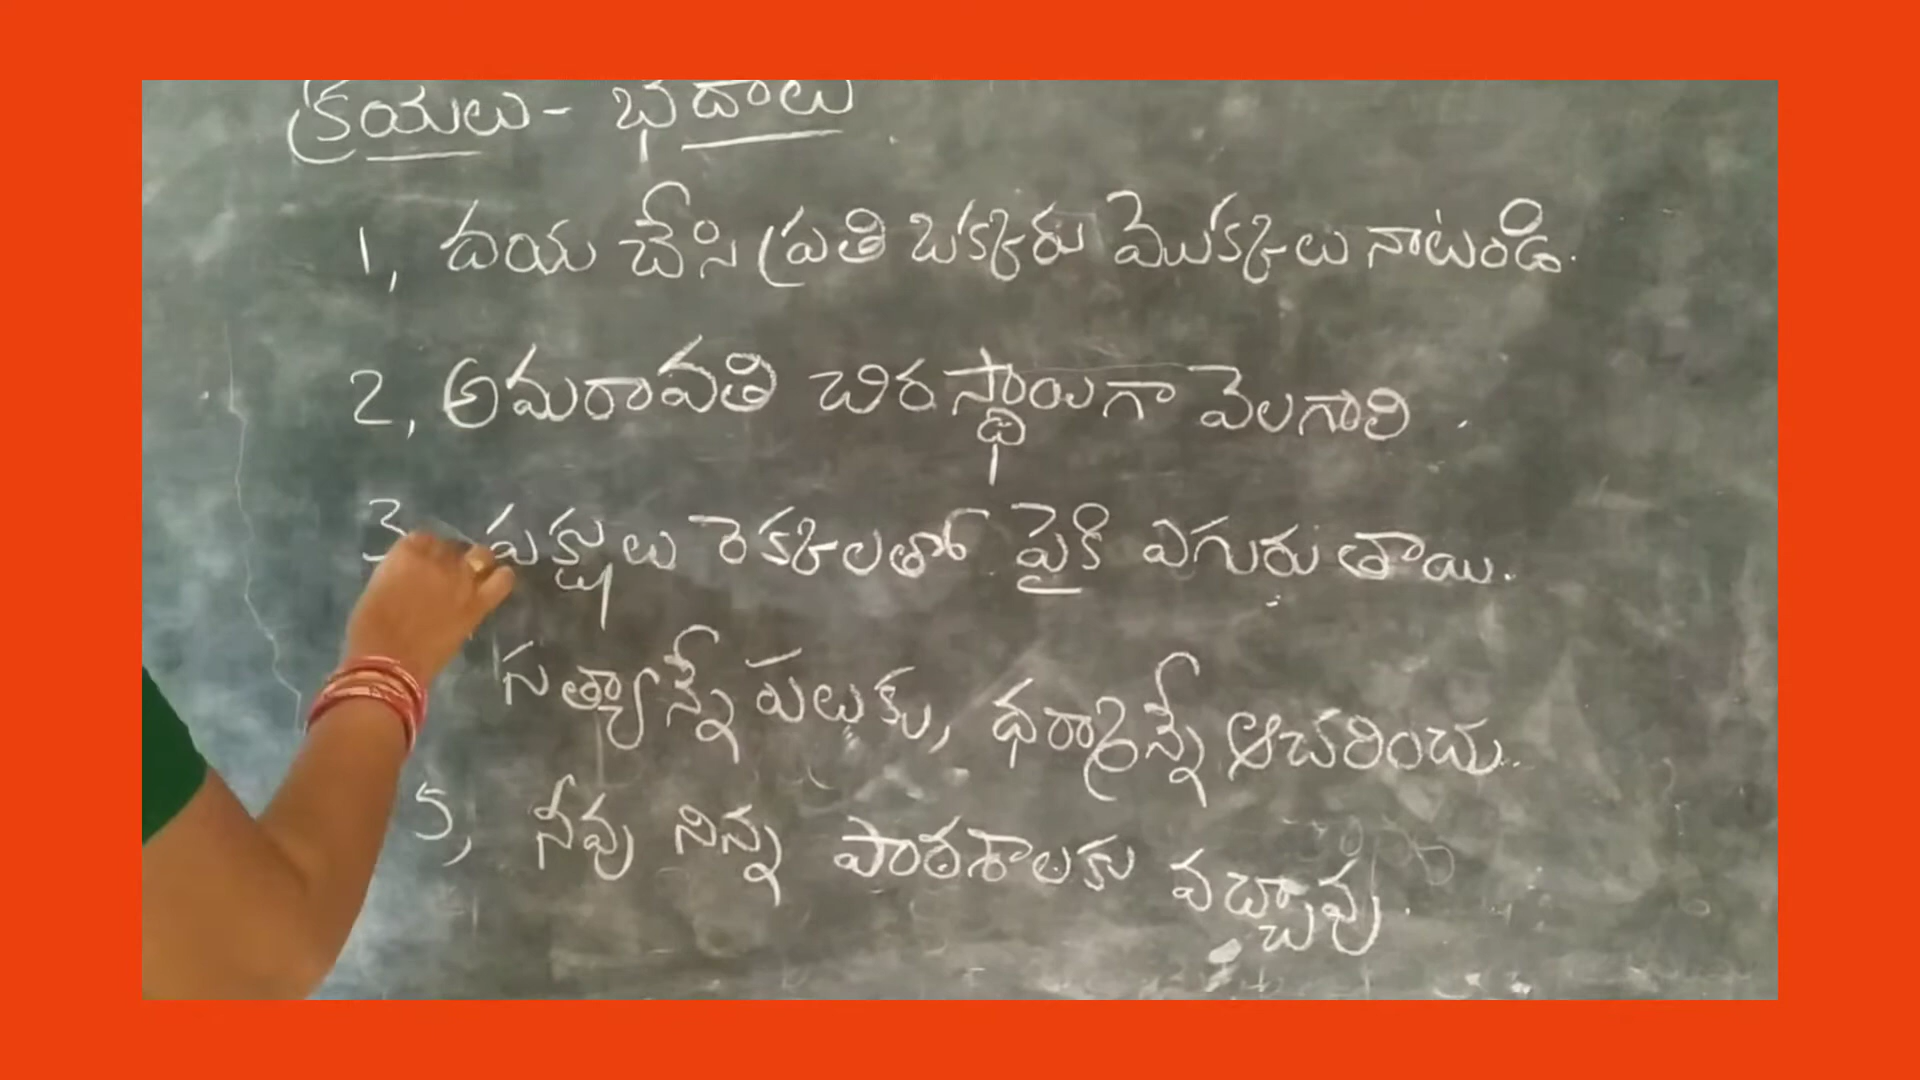 క్రియలు - భేదాలు
1, దయ చేసి ప్రతి ఒక్కరు మొక్కలు నాటండి.
2, అమరావతి చిరస్థాయిగా వెలగాలి.
3 పక్షులు రెక్కలతో పైకి ఎగురుతాయి.
సత్యాన్నే పలుకు, ధర్మాన్నే ఆచరించు.
5, నీవు నిన్న పాఠశాలకు వచ్చావు.